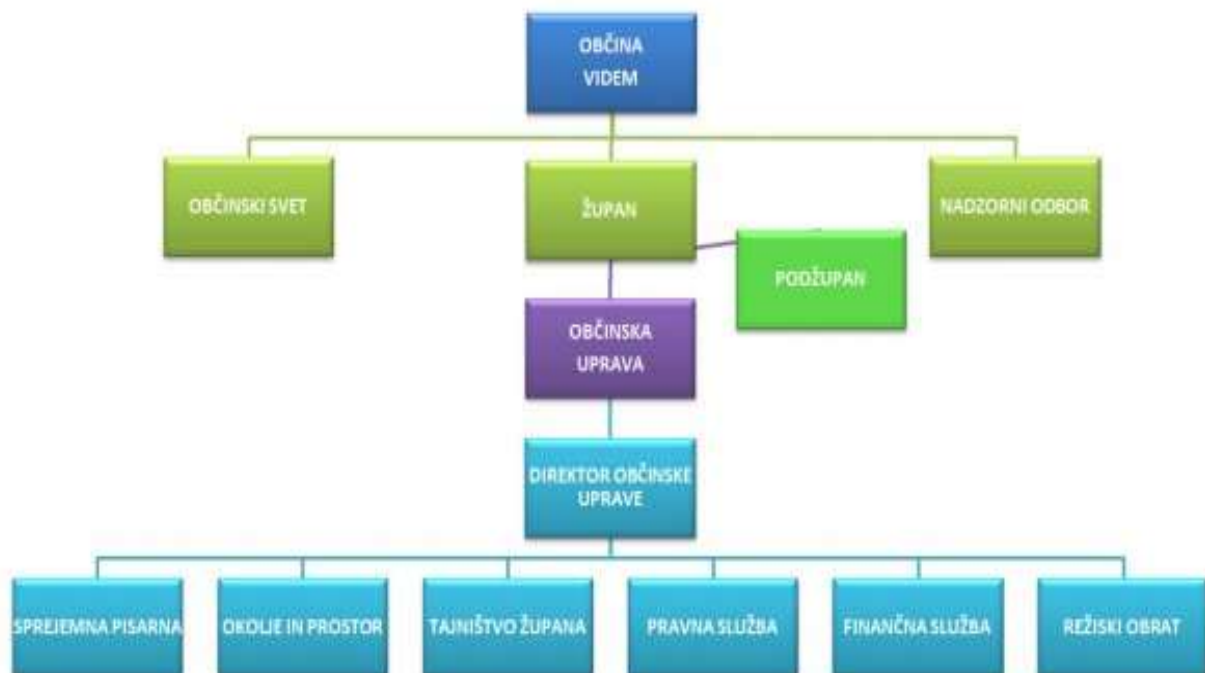 OBČINA
VIDEM
OBČINSKI SVET
ŽUPAN
NADZORNI ODBOR
PODŽUPAN
OBČINSKA
UPRAVA
DIREKTOR OBČINSKE
UPRAVE
SPREJEMNA PISARNA
OKOLJE IN PROSTOR
TAJNIŠTVO ŽUPANA
PRAVNA SLUŽBA
FINANČNA SLUŽBA
REŽISKI OBRAT